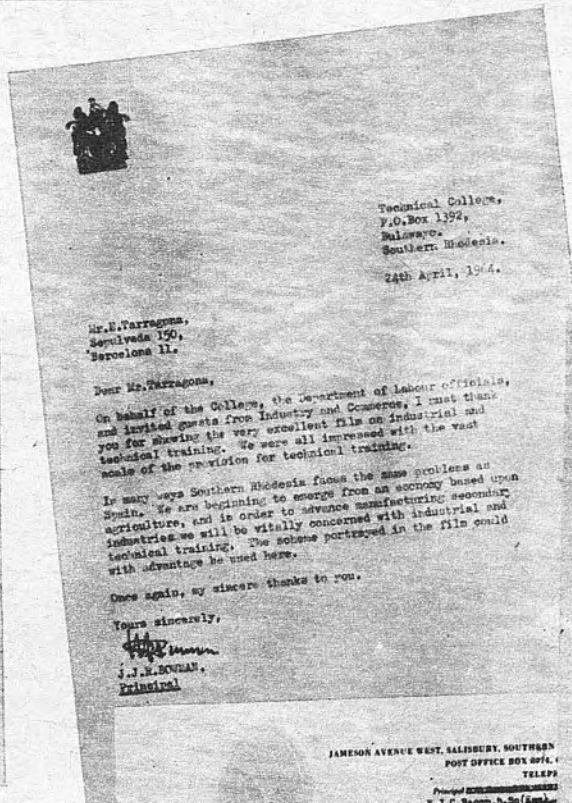 Technical College,
P.O.Box 1392,
Bulawayo.
Southern Rhodesia.
24th April, 1964.
Mr.E.Tarragona,
Sepulveda 150,
Barcelona 11.
Dear Mr.Tarragona,
On behalf of the College, the Department of Labour officials,
and invited guests from Industry and Commerce, I must thank
you for showing the very excellent film on industrial and
technical training. We were all impressed with the vast
scale of the provision for technical training.
In many ways Southern Rhodesia faces the same problems as
Spain. We are beginning to emerge from an economy based upon
agriculture, and in order to advance manufacturing secondary
industries we will be vitally concerned with industrial and
technical training. The scheme portrayed in the film could
with advantage be used here.
Once again, my sincere thanks to you.
Yours sincerely,
J.J.R.BOWMAN,
Principal
JAMESON AVENUE WEST, SALISBURY, SOUTHERN
POST OFFICE BOX
TELEPH
Principal